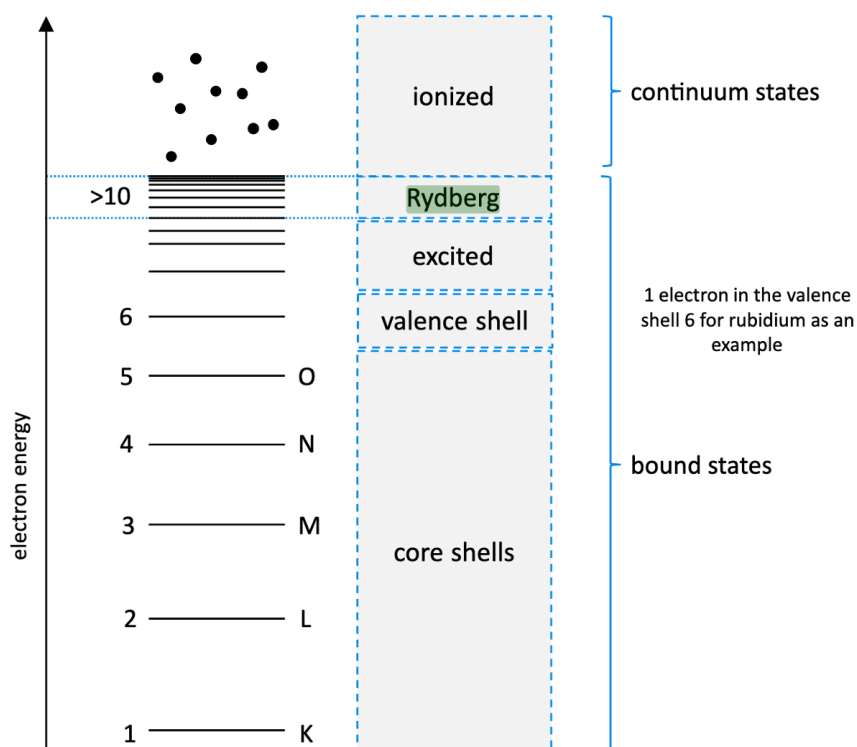 ionized
continuum states
>10
Rydberg
excited
1 electron in the valence
shell 6 for rubidium as an
example
6
valence shell
5 O
4 N
bound states
3 M
core shells
2 L
1 K
electron energy